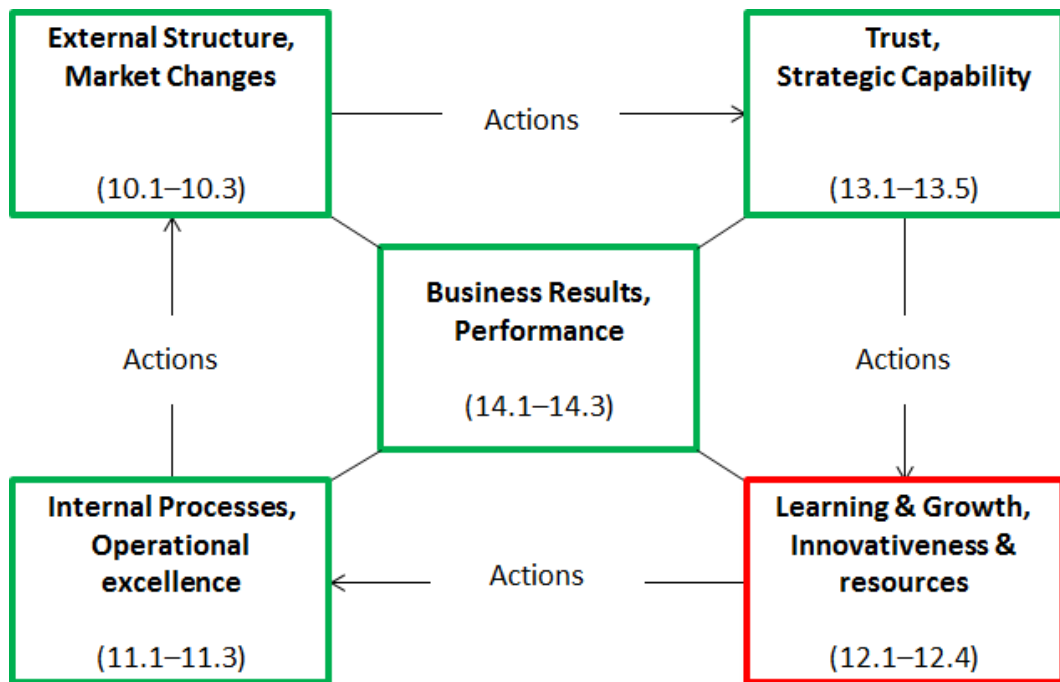 External Structure,
Market Changes
(10.1–10.3)
Actions
Trust,
Strategic Capability
(13.1–13.5)
Actions
Business Results,
Performance
(14.1–14.3)
Actions
Internal Processes,
Operational
excellence
(11.1–11.3)
Actions
Learning & Growth,
Innovativeness &
resources
(12.1–12.4)